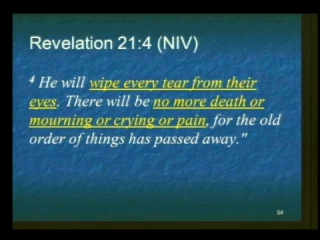 Revelation 21:4 (NIV)
4 He will wipe every tear from their
eyes. There will be no more death or
mourning or crying or pain, for the old
order of things has passed away."
54